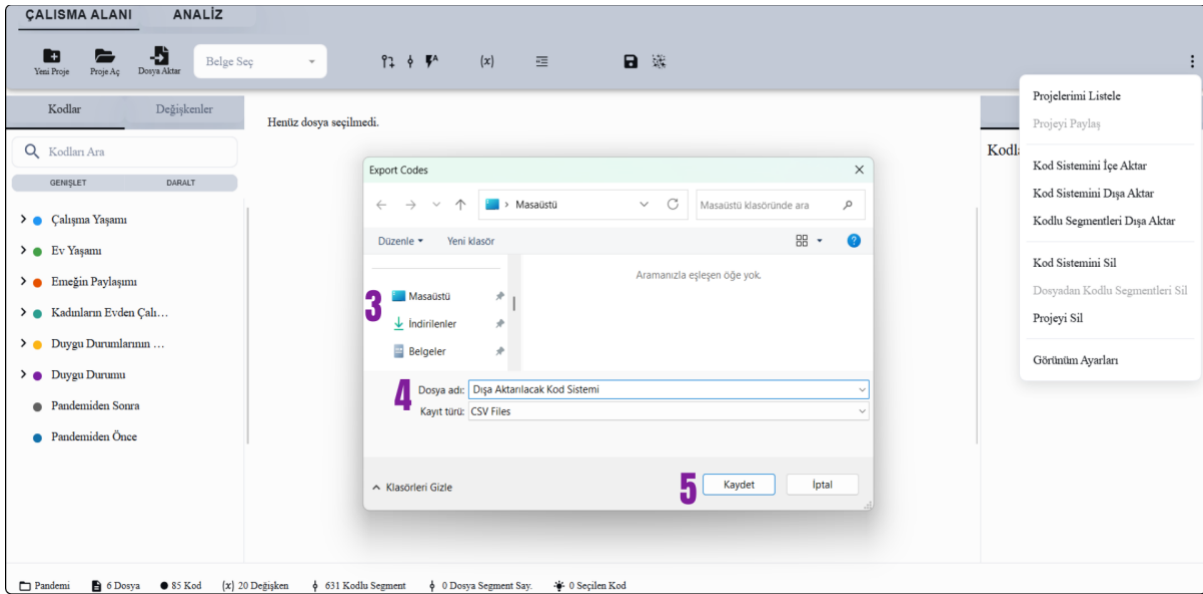 ÇALISMA ALANI ANALİZ
Yeni Proje Proje Aç Dosya Aktar Belge Seç
Kodlar Değişkenler
Kodları Ara
GENIŞLET DARALT
Çalışma Yaşamı
Ev Yaşamı
Emeğin Paylaşımı
Kadınların Evden Çalı…
Duygu Durumlarının …
Duygu Durumu
Pandemiden Sonra
Pandemiden Önce
Henüz dosya seçilmedi.
Export Codes
Masaüstü
Masaüstü klasöründe ara
Düzenle Yeni klasör
Aramanızla eşleşen öğe yok.
3
Masaüstü
İndirilenler
Belgeler
4
Dosya adı: Dışa Aktarılacak Kod Sistemi
Kayıt türü: CSV Files
Klasörleri Gizle
5
Kaydet İptal
Projelerimi Listele
Projeyi Paylaş
Kod Sistemini İçe Aktar
Kod Sistemini Dışa Aktar
Kodlu Segmentleri Dışa Aktar
Kod Sistemini Sil
Dosyadan Kodlu Segmentleri Sil
Projeyi Sil
Görünüm Ayarları
Pandemi 6 Dosya 85 Kod (x) 20 Değişken 631 Kodlu Segment 0 Dosya Segment Say. 0 Seçilen Kod